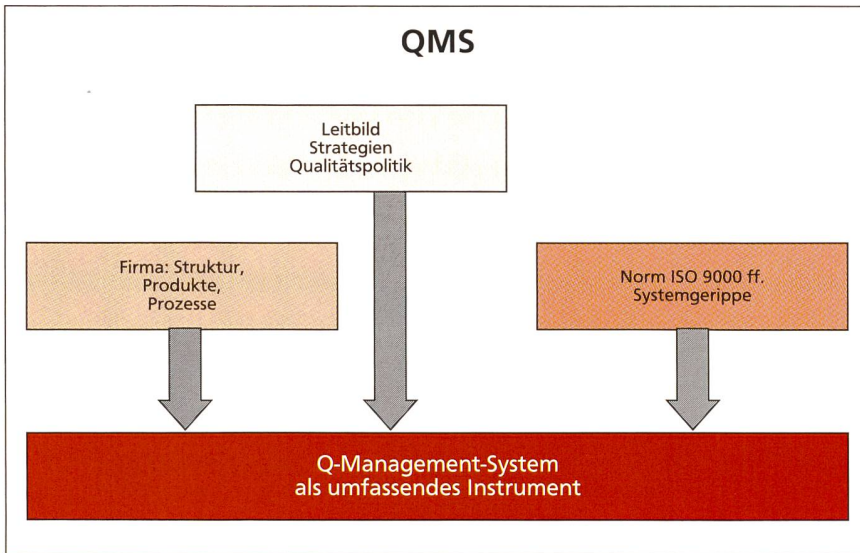 QMS
Leitbild
Strategien
Qualitätspolitik
Firma: Struktur,
Produkte,
Prozesse
Norm ISO 9000 ff.
Systemgerippe
Q-Management-System
als umfassendes Instrument